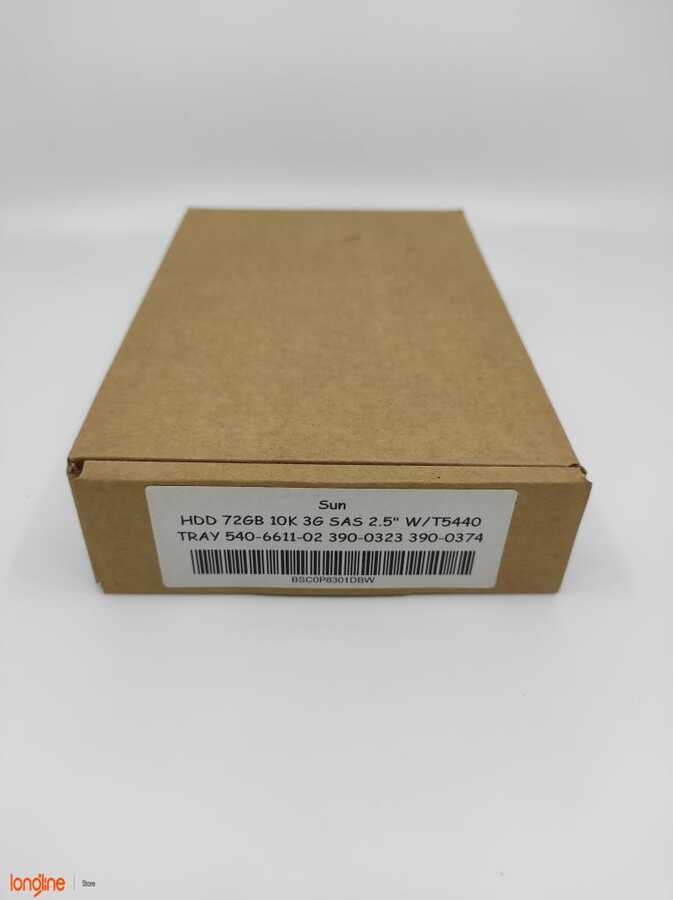 Sun
HDD 72GB 10K 3G SAS 2.5" W/T5440
TRAY 540-6611-02 390-0323 390-0374
BSC0P8301DBW
longline | Store